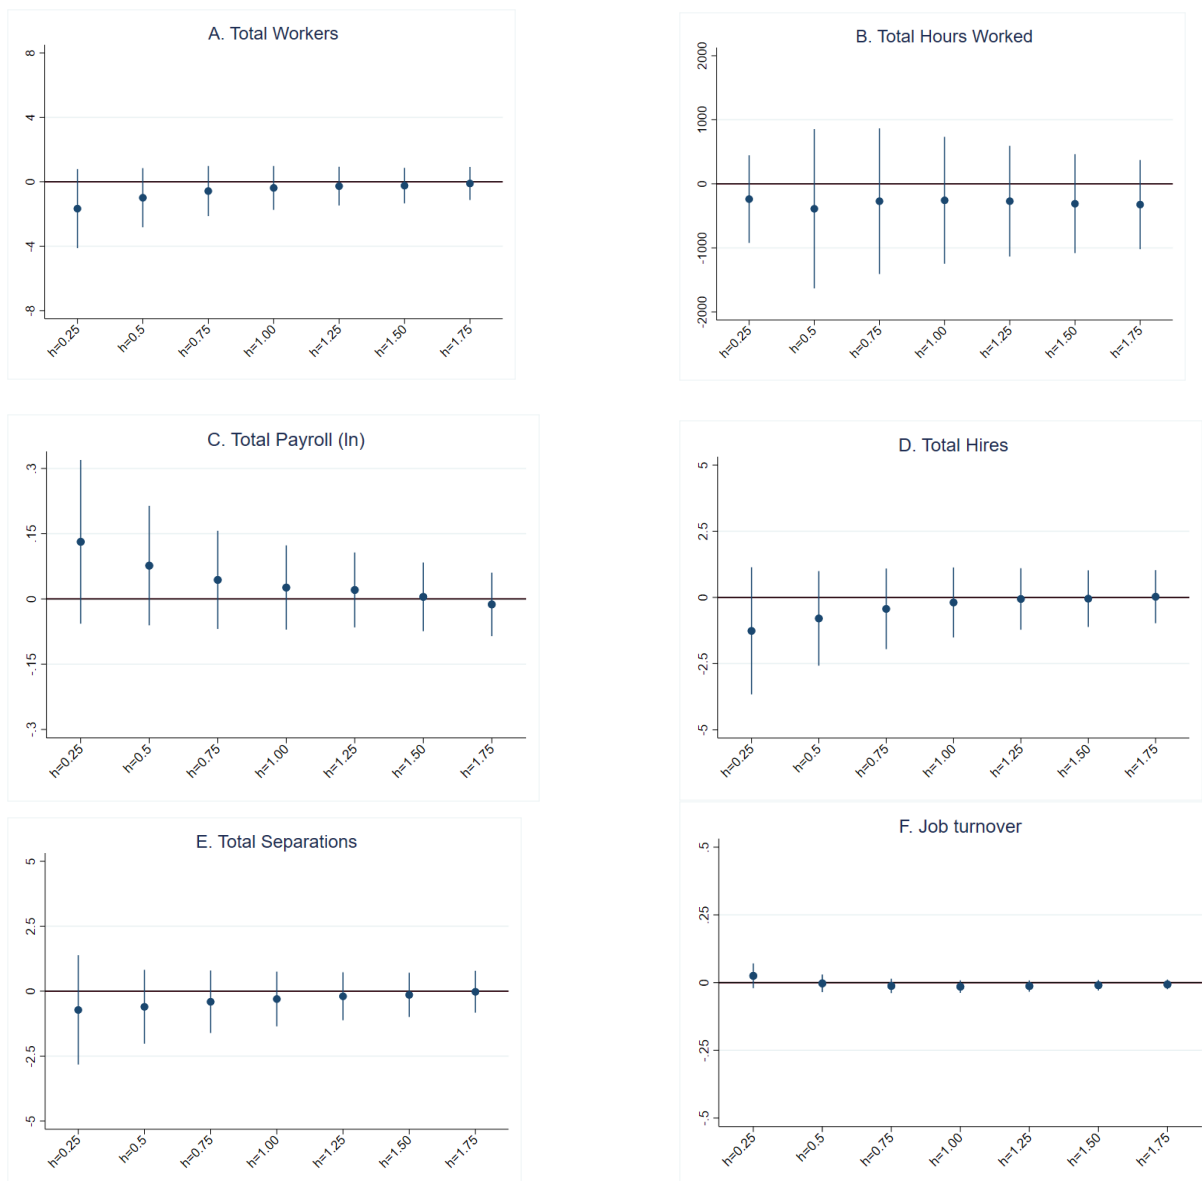 A. Total Workers
8
4
0
-4
-8
h=0.25
h=0.5
h=0.75
h=1.00
h=1.25
h=1.50
h=1.75
B. Total Hours Worked
2000
1000
0
-1000
-2000
h=0.25
h=0.5
h=0.75
h=1.00
h=1.25
h=1.50
h=1.75
C. Total Payroll (ln)
.3
.15
0
-.15
-.3
h=0.25
h=0.5
h=0.75
h=1.00
h=1.25
h=1.50
h=1.75
D. Total Hires
5
2.5
0
-2.5
-5
h=0.25
h=0.5
h=0.75
h=1.00
h=1.25
h=1.50
h=1.75
E. Total Separations
5
2.5
0
-2.5
-5
h=0.25
h=0.5
h=0.75
h=1.00
h=1.25
h=1.50
h=1.75
F. Job turnover
.5
.25
0
-.25
-.5
h=0.25
h=0.5
h=0.75
h=1.00
h=1.25
h=1.50
h=1.75